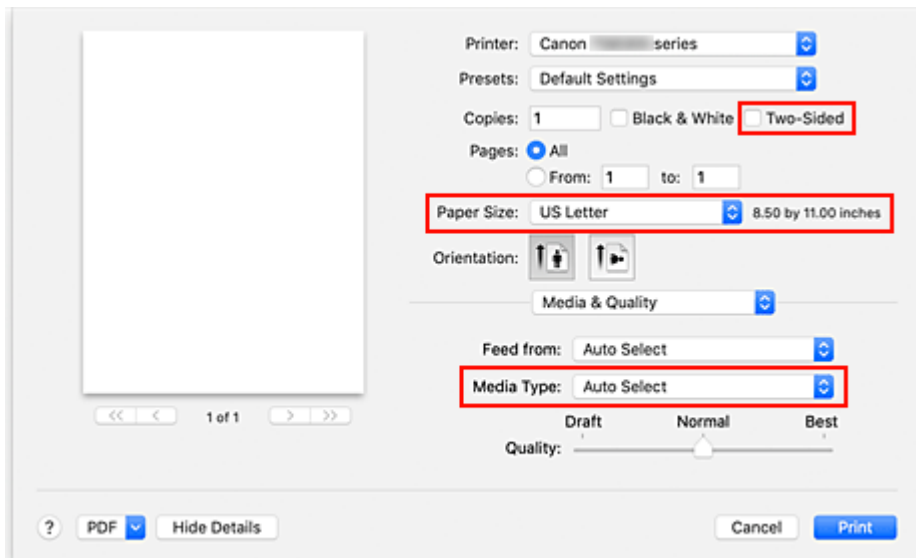 Printer: Canon series
Presets: Default Settings
Copies: 1 Black & White Two-Sided
Pages: All
From: 1 to: 1
Paper Size: US Letter 8.50 by 11.00 inches
Orientation:
Media & Quality
Feed from: Auto Select
Media Type: Auto Select
<< < 1 of 1 > >>
Draft Normal Best
Quality:
? PDF Hide Details Cancel Print